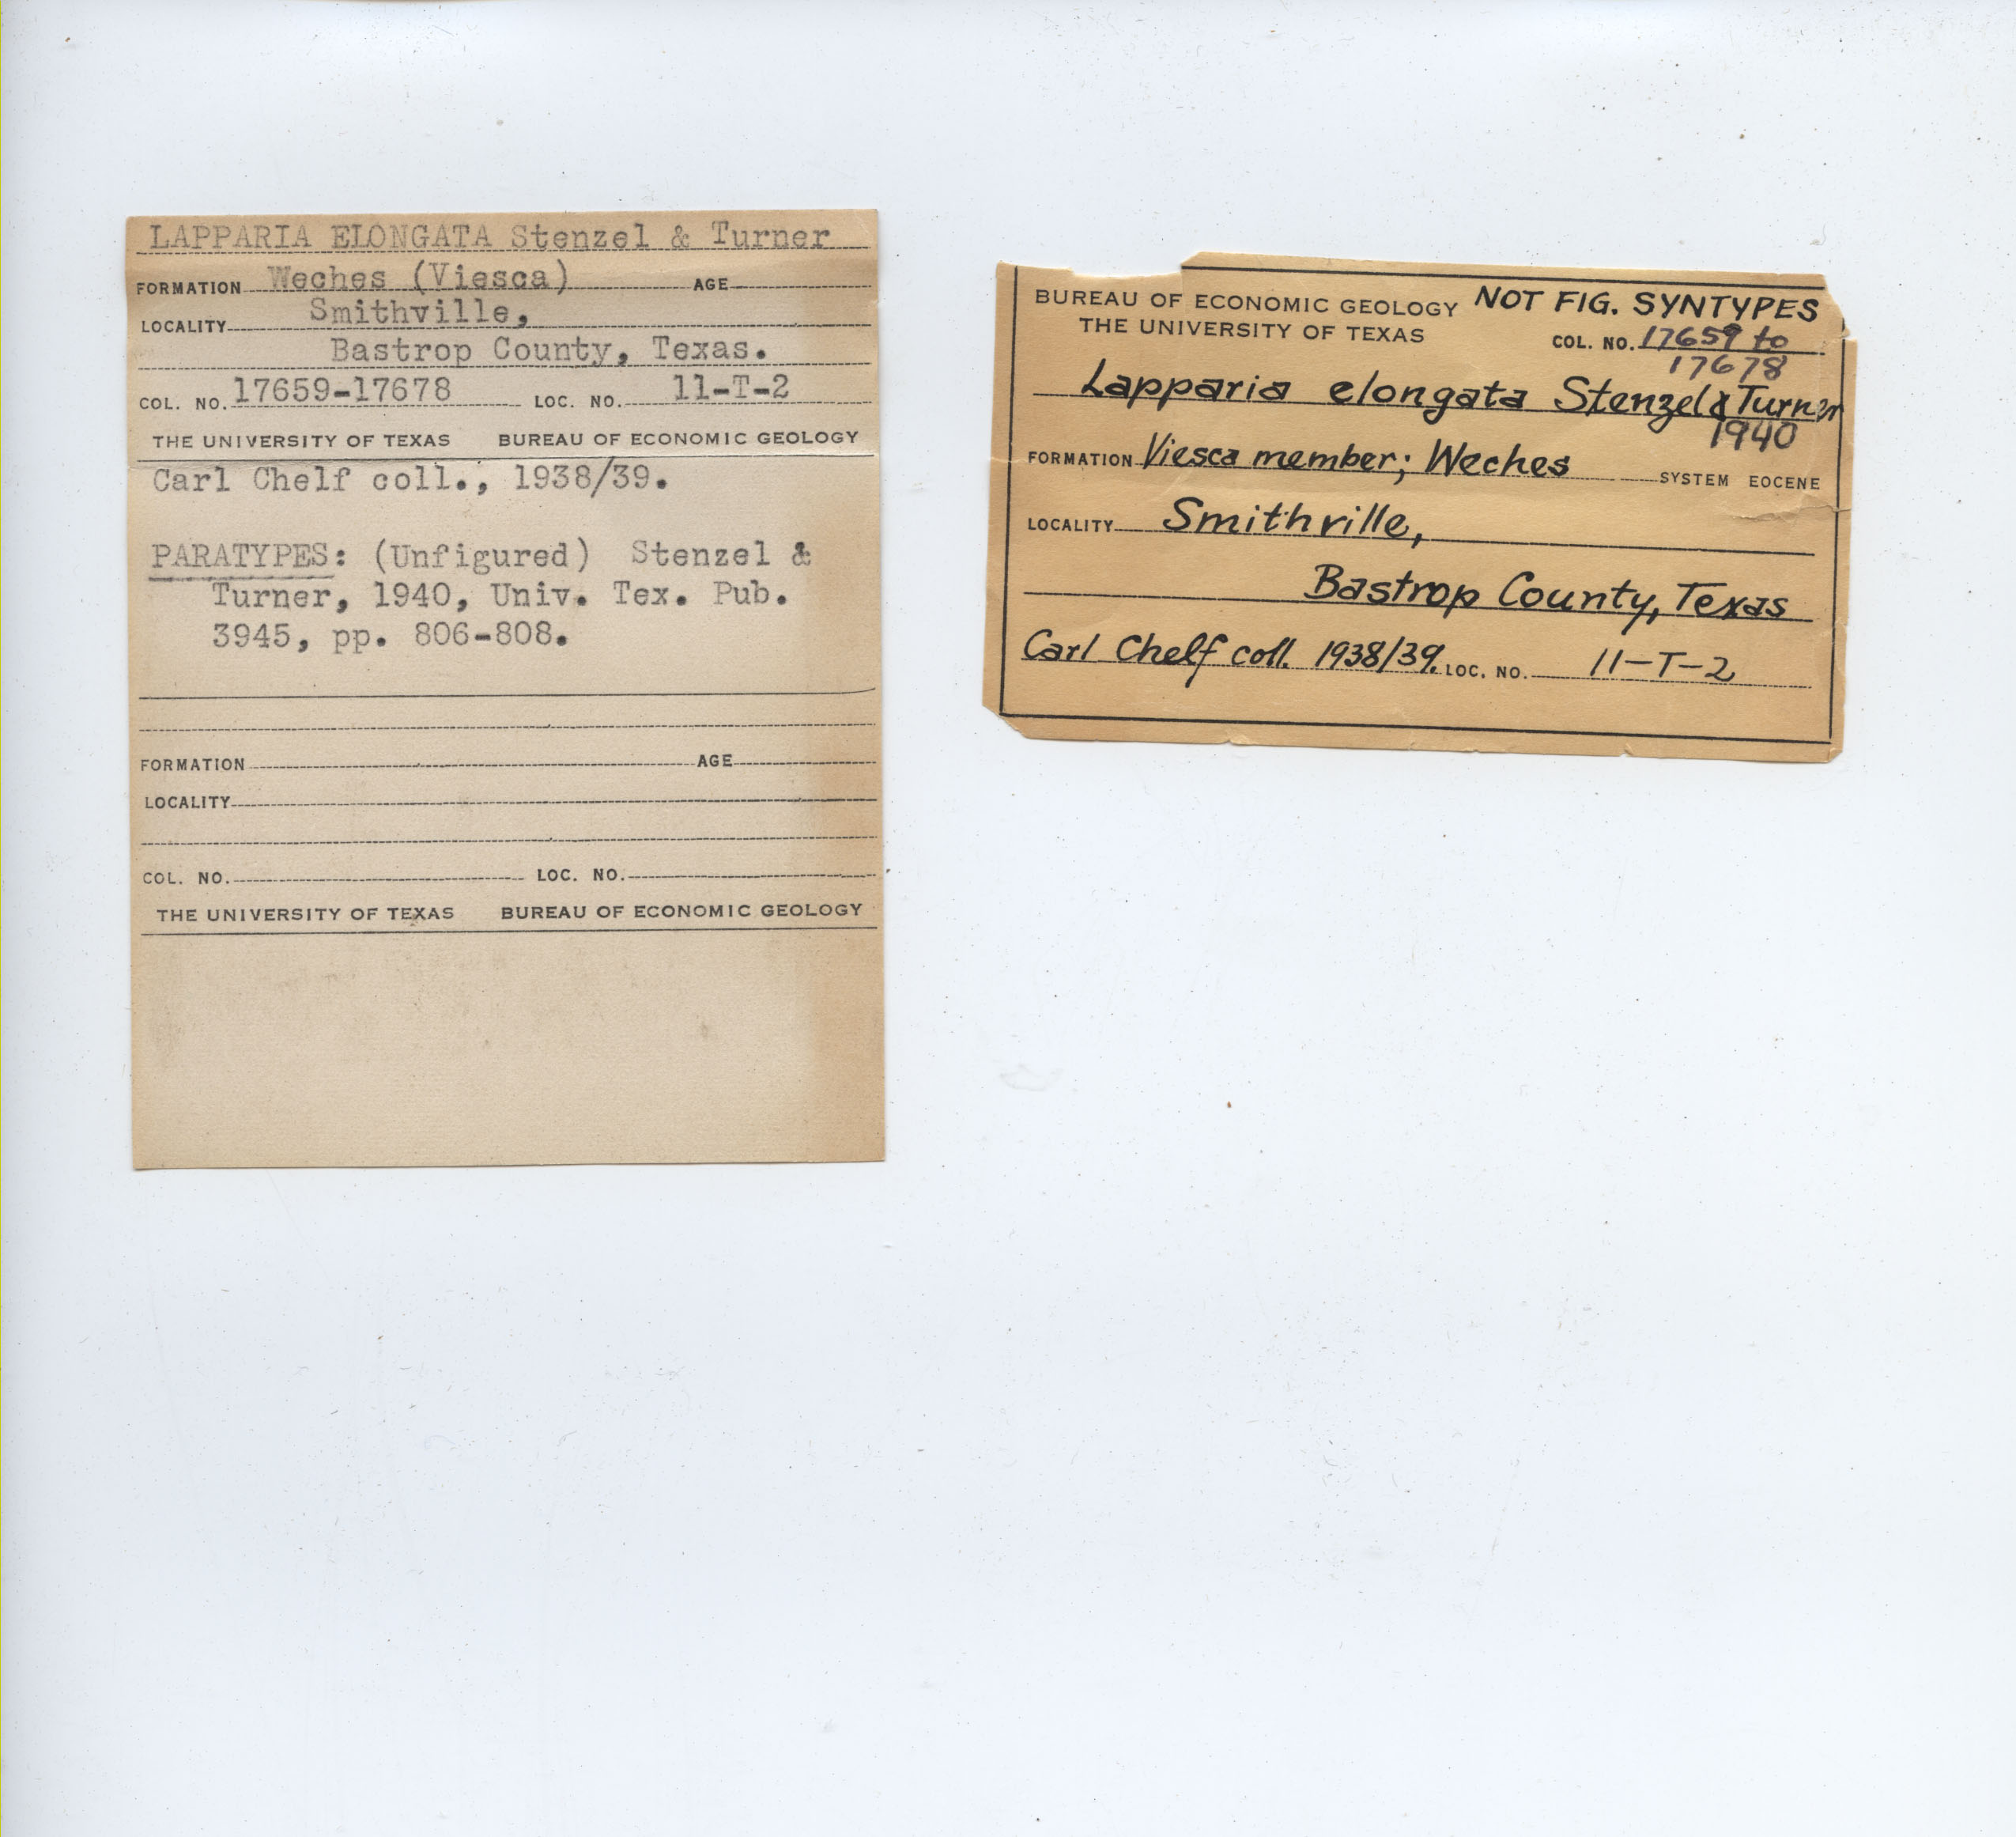 LAPPARIA ELONGATA Stenzel & Turner
FORMATION Weches (Viesca) AGE
LOCALITY Smithville,
Bastrop County, Texas.
COL. NO. 17659-17678 LOC. NO. 11-T-2
THE UNIVERSITY OF TEXAS BUREAU OF ECONOMIC GEOLOGY
Carl Chelf coll., 1938/39.
PARATYPES: (Unfigured) Stenzel &
Turner, 1940, Univ. Tex. Pub.
3945, pp. 806-808.
FORMATION AGE
LOCALITY
COL. NO. LOC. NO.
THE UNIVERSITY OF TEXAS BUREAU OF ECONOMIC GEOLOGY
BUREAU OF ECONOMIC GEOLOGY NOT FIG. SYNTYPES
THE UNIVERSITY OF TEXAS COL. NO. 17659 to
17678
Lapparia elongata Stenzel & Turner
1940
FORMATION Viesca member; Weches SYSTEM EOCENE
LOCALITY Smithville,
Bastrop County, Texas
Carl Chelf coll. 1938/39. LOC. NO. 11-T-2